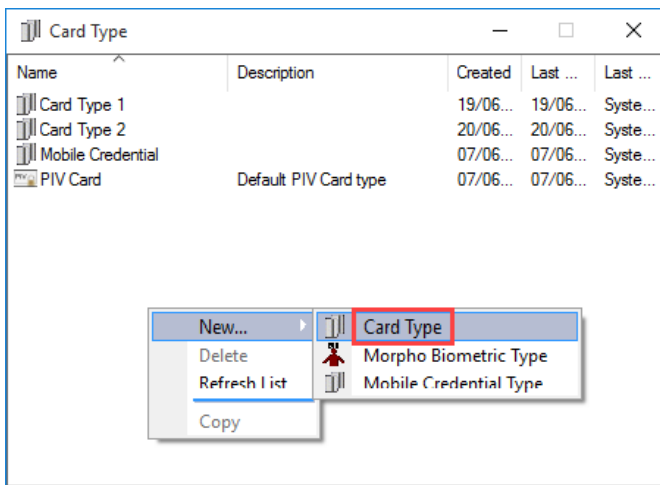 Card Type
Name Description Created Last ... Last ...
Card Type 1 19/06... 19/06... Syste...
Card Type 2 20/06... 20/06... Syste...
Mobile Credential 07/06... 07/06... Syste...
PIV Card Default PIV Card type 07/06... 07/06... Syste...
New... Card Type
Delete Morpho Biometric Type
Refresh List Mobile Credential Type
Copy